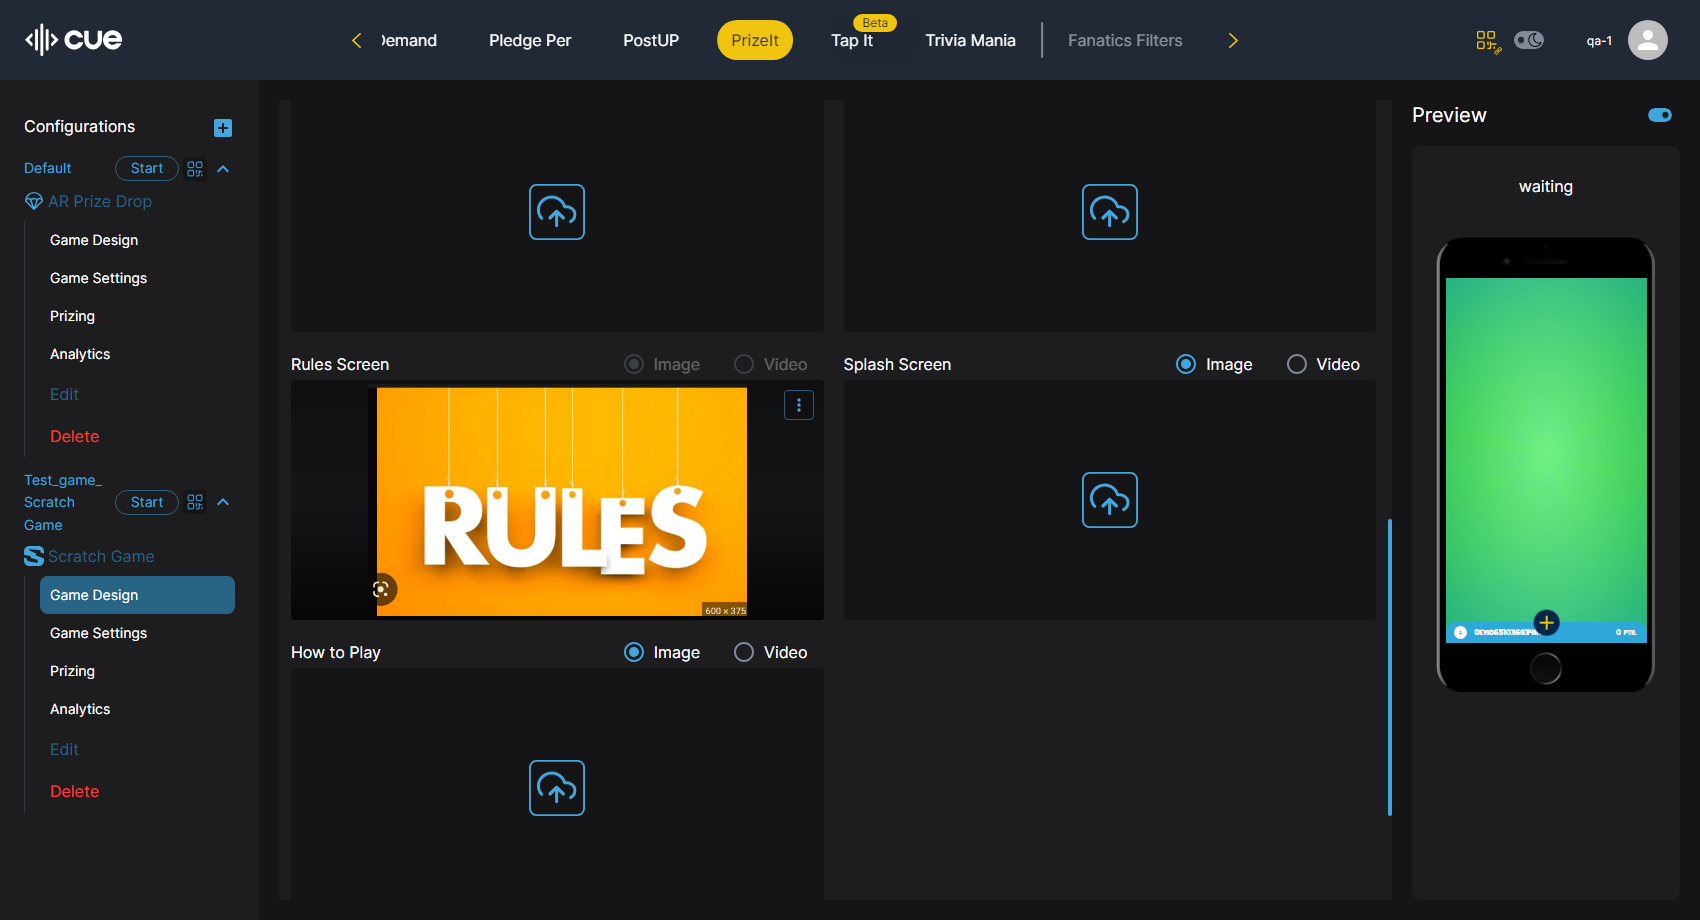 cue
Demand
Pledge Per
PostUP
PrizeIt
Beta
Tap It
Trivia Mania
Fanatics Filters
qa-1
Configurations
Default
Start
AR Prize Drop
Game Design
Game Settings
Prizing
Analytics
Edit
Delete
Test_game_
Scratch
Game
Start
Scratch Game
Game Design
Game Settings
Prizing
Analytics
Edit
Delete
Rules Screen
Image
Video
RULES
600 × 375
Splash Screen
Image
Video
How to Play
Image
Video
Preview
waiting
0 PTS.